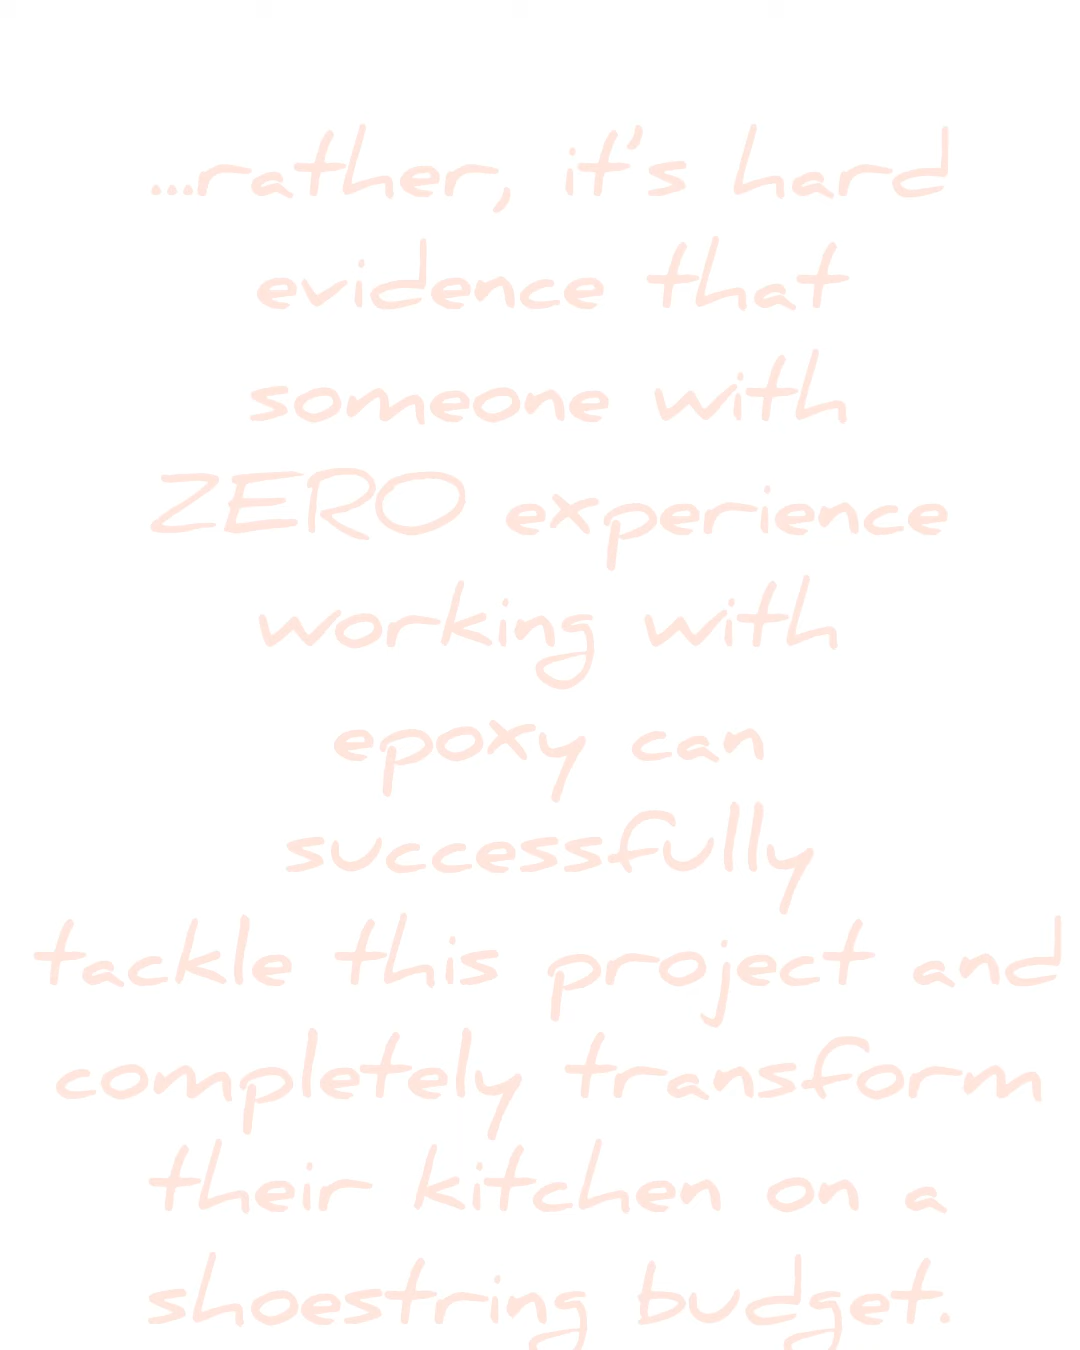 ...rather, it's hard
evidence that
someone with
ZERO experience
working with
epoxy can
successfully
tackle this project and
completely transform
their kitchen on a
shoestring budget.